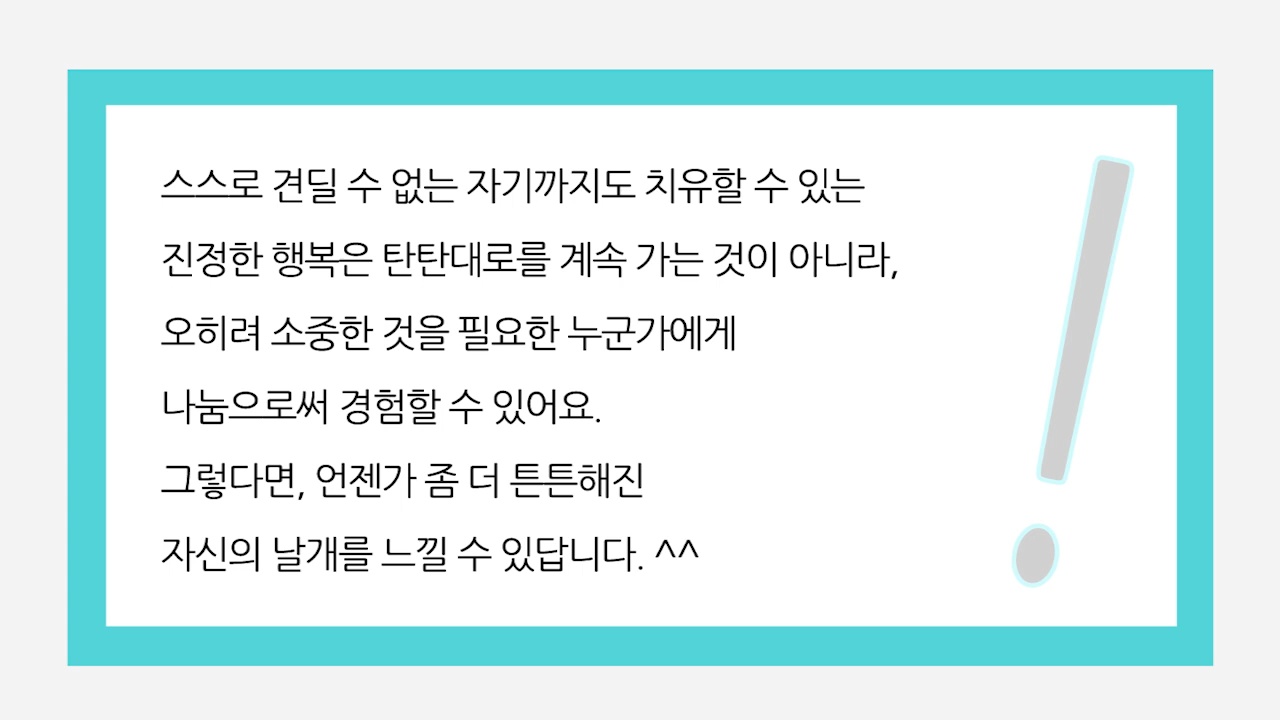 스스로 견딜 수 없는 자기까지도 치유할 수 있는
진정한 행복은 탄탄대로를 계속 가는 것이 아니라,
오히려 소중한 것을 필요한 누군가에게
나눔으로써 경험할 수 있어요.
그렇다면, 언젠가 좀 더 튼튼해진
자신의 날개를 느낄 수 있답니다. ^^
!